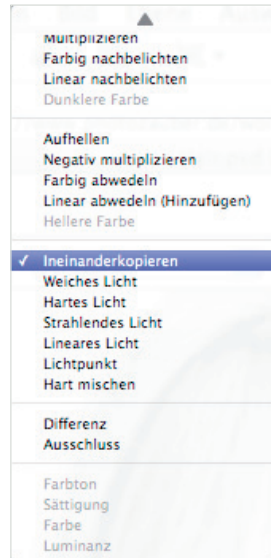 Multiplizieren
Farbig nachbelichten
Linear nachbelichten
Dunklere Farbe
Aufhellen
Negativ multiplizieren
Farbig abwedeln
Linear abwedeln (Hinzufügen)
Hellere Farbe
✓ Ineinanderkopieren
Weiches Licht
Hartes Licht
Strahlendes Licht
Lineares Licht
Lichtpunkt
Hart mischen
Differenz
Ausschluss
Farbton
Sättigung
Farbe
Luminanz